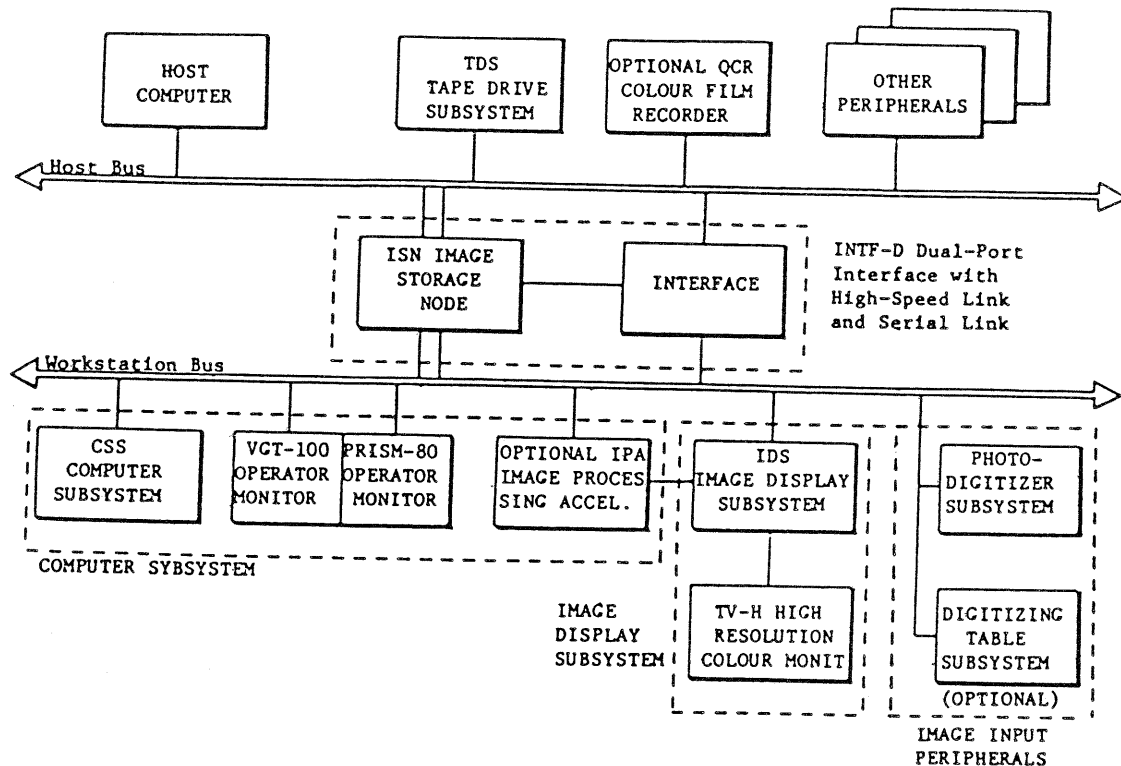 HOST
COMPUTER
TDS
TAPE DRIVE
SUBSYSTEM
OPTIONAL QCR
COLOUR FILM
RECORDER
OTHER
PERIPHERALS
Host Bus
ISN IMAGE
STORAGE
NODE
INTERFACE
INTF-D Dual-Port
Interface with
High-Speed Link
and Serial Link
Workstation Bus
CSS
COMPUTER
SUBSYSTEM
VGT-100
OPERATOR
MONITOR
PRISM-80
OPERATOR
MONITOR
OPTIONAL IPA
IMAGE PROCES
SING ACCEL.
IDS
IMAGE DISPLAY
SUBSYSTEM
PHOTO-
DIGITIZER
SUBSYSTEM
COMPUTER SYBSYSTEM
IMAGE
DISPLAY
SUBSYSTEM
TV-H HIGH
RESOLUTION
COLOUR MONIT
DIGITIZING
TABLE
SUBSYSTEM
(OPTIONAL)
IMAGE INPUT
PERIPHERALS